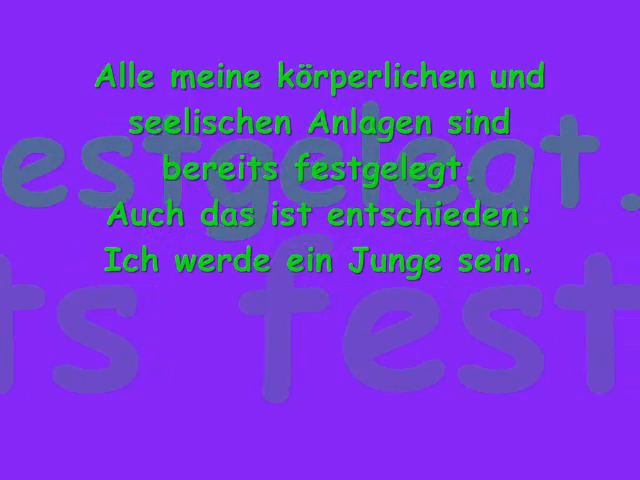 Alle meine körperlichen und
seelischen Anlagen sind
bereits festgelegt.
Auch das ist entschieden:
Ich werde ein Junge sein.
estgelegt.
ts fest